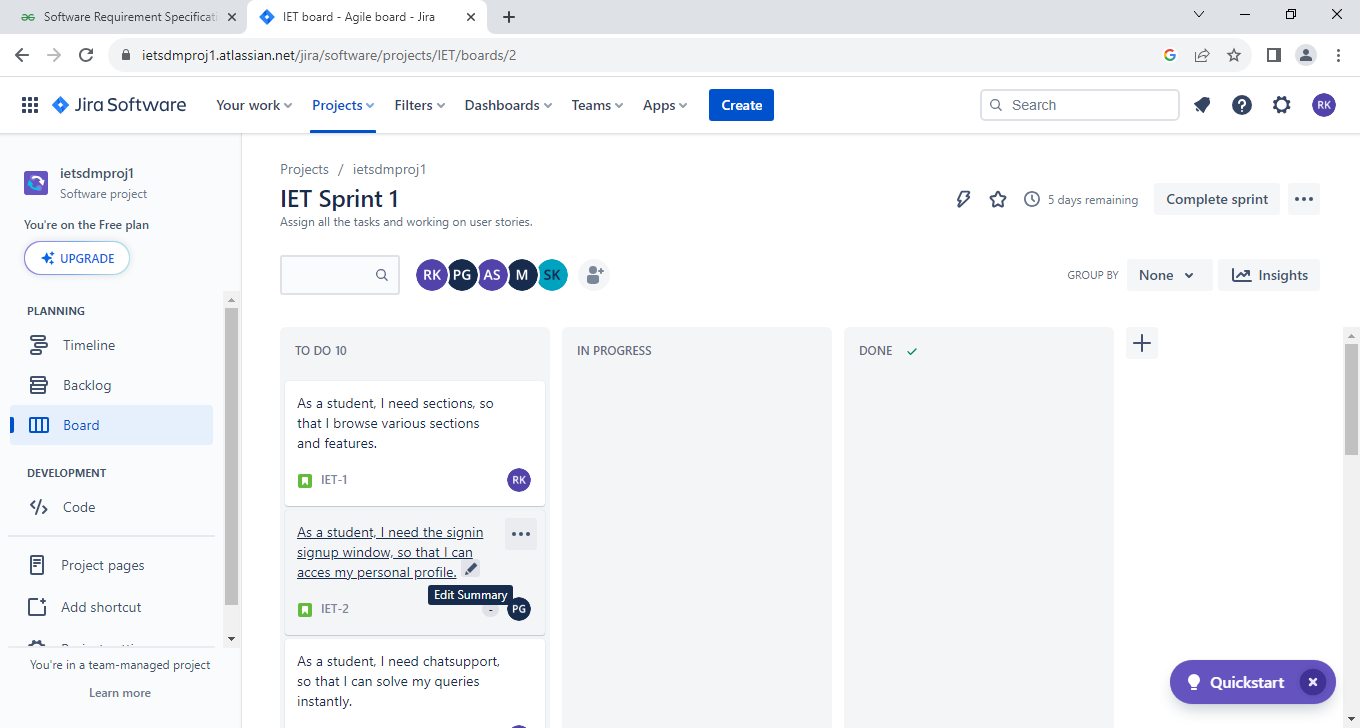 Software Requirement Specificati
IET board - Agile board - Jira
ietsdmproj1.atlassian.net/jira/software/projects/IET/boards/2
Jira Software
Your work
Projects
Filters
Dashboards
Teams
Apps
Create
Search
RK
ietsdmproj1
Software project
You're on the Free plan
UPGRADE
PLANNING
Timeline
Backlog
Board
DEVELOPMENT
Code
Project pages
Add shortcut
You're in a team-managed project
Learn more
Projects / ietsdmproj1
IET Sprint 1
Assign all the tasks and working on user stories.
5 days remaining
Complete sprint
RK PG AS M SK
GROUP BY
None
Insights
TO DO 10
As a student, I need sections, so
that I browse various sections
and features.
IET-1
RK
As a student, I need the signin
signup window, so that I can
acces my personal profile.
Edit Summary
IET-2
-
PG
As a student, I need chatsupport,
so that I can solve my queries
instantly.
IN PROGRESS
DONE
Quickstart